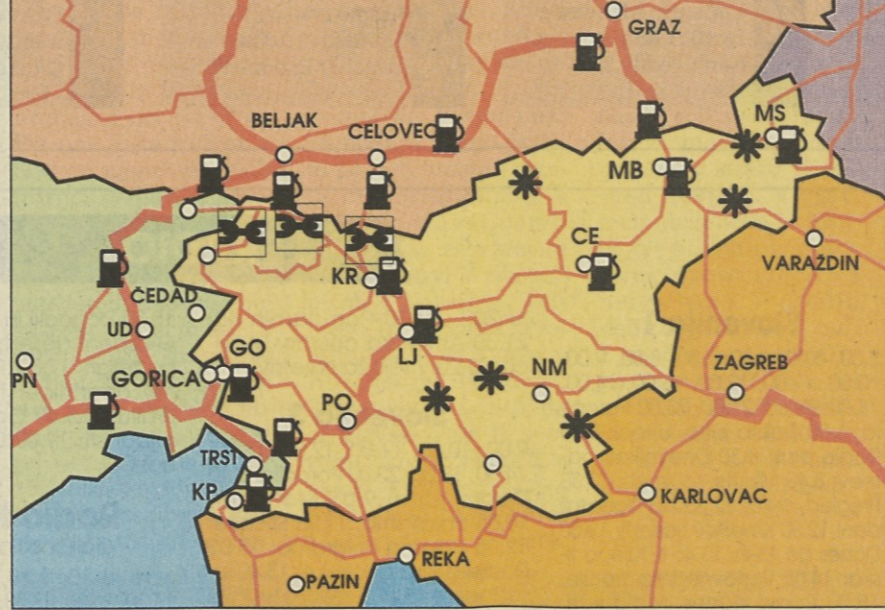 GRAZ
BELJAK
CELOVEC
MS
MB
CE
VARAŽDIN
KR
ČEDAD
UD
LJ
GO
GORICA
PN
NM
ZAGREB
PO
TRST
KP
KARLOVAC
REKA
PAZIN